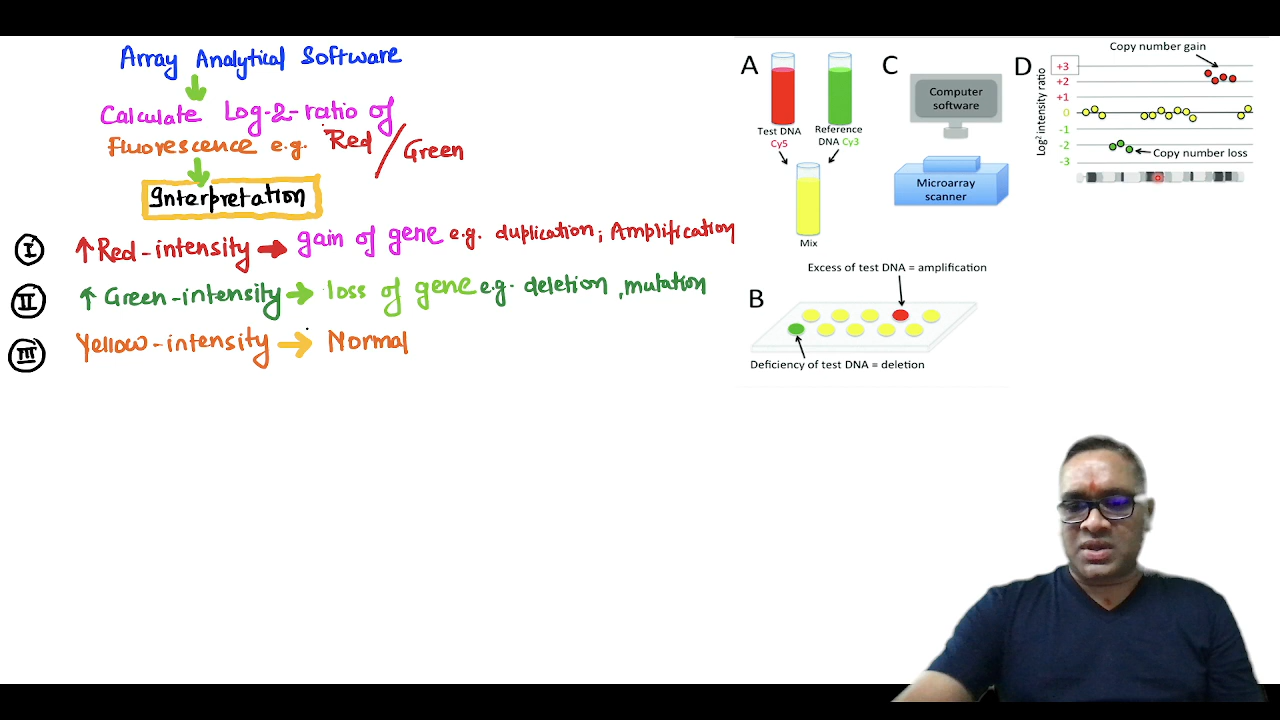 Array Analytical Software
Calculate Log-2-ratio of
Fluorescence e.g. Red/Green
Interpretation
I ↑Red-intensity → gain of gene e.g. duplication; Amplification
II ↑ Green-intensity → loss of gene e.g. deletion, mutation
III Yellow-intensity → Normal
A
Test DNA
Cy5
Reference
DNA Cy3
Mix
B
Excess of test DNA = amplification
Deficiency of test DNA = deletion
C
Computer
software
Microarray
scanner
D
Copy number gain
Log² intensity ratio
+3
+2
+1
0
-1
-2
-3
Copy number loss